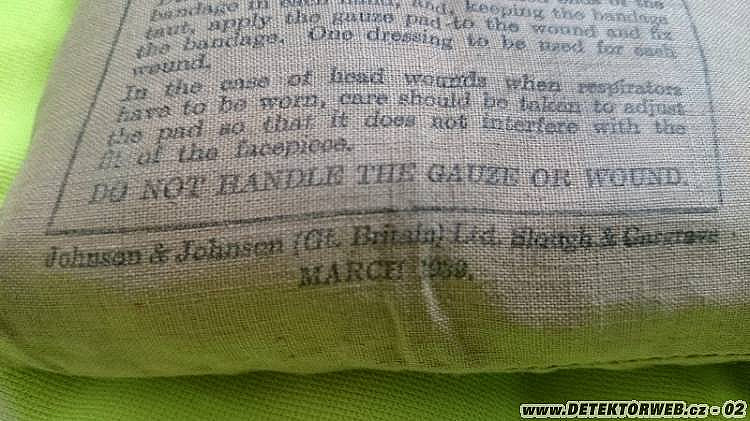 bandage in each hand, and, keeping the bandage
taut, apply the gauze pad to the wound and fix
the bandage. One dressing to be used for each
wound.
In the case of head wounds when respirators
have to be worn, care should be taken to adjust
the pad so that it does not interfere with the
fit of the facepiece.
DO NOT HANDLE THE GAUZE OR WOUND.
Johnson & Johnson (Gt. Britain) Ltd. Slough & Gargrave
MARCH 1939.
www.DETEKTORWEB.cz - 02